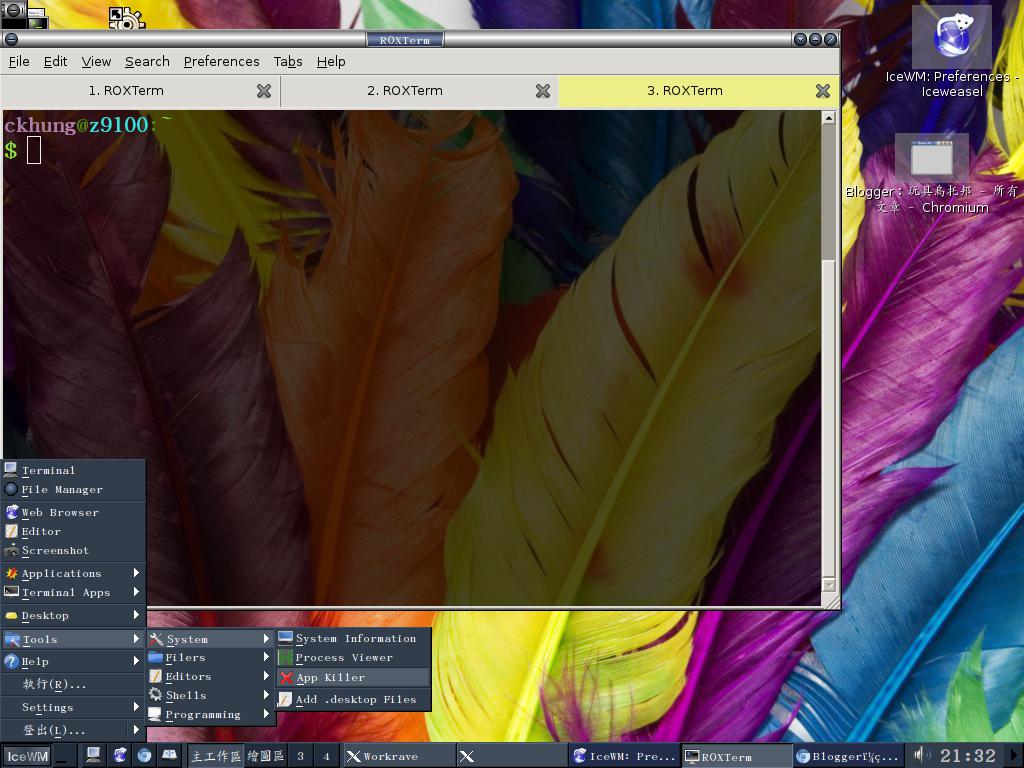 ROXTerm
File Edit View Search Preferences Tabs Help
1. ROXTerm 2. ROXTerm 3. ROXTerm
ckhung@z9100:~
$
IceWM: Preferences -
Iceweasel
Blogger：玩具烏托邦 - 所有
文章 - Chromium
Terminal
File Manager
Web Browser
Editor
Screenshot
Applications
Terminal Apps
Desktop
Tools
Help
執行(R)...
Settings
登出(L)...
System
Filers
Editors
Shells
Programming
System Information
Process Viewer
App Killer
Add .desktop Files
IceWM 主工作區 繪圖區 3 4 Workrave IceWM: Pre... ROXTerm Bloggerï¼ç... 21:32